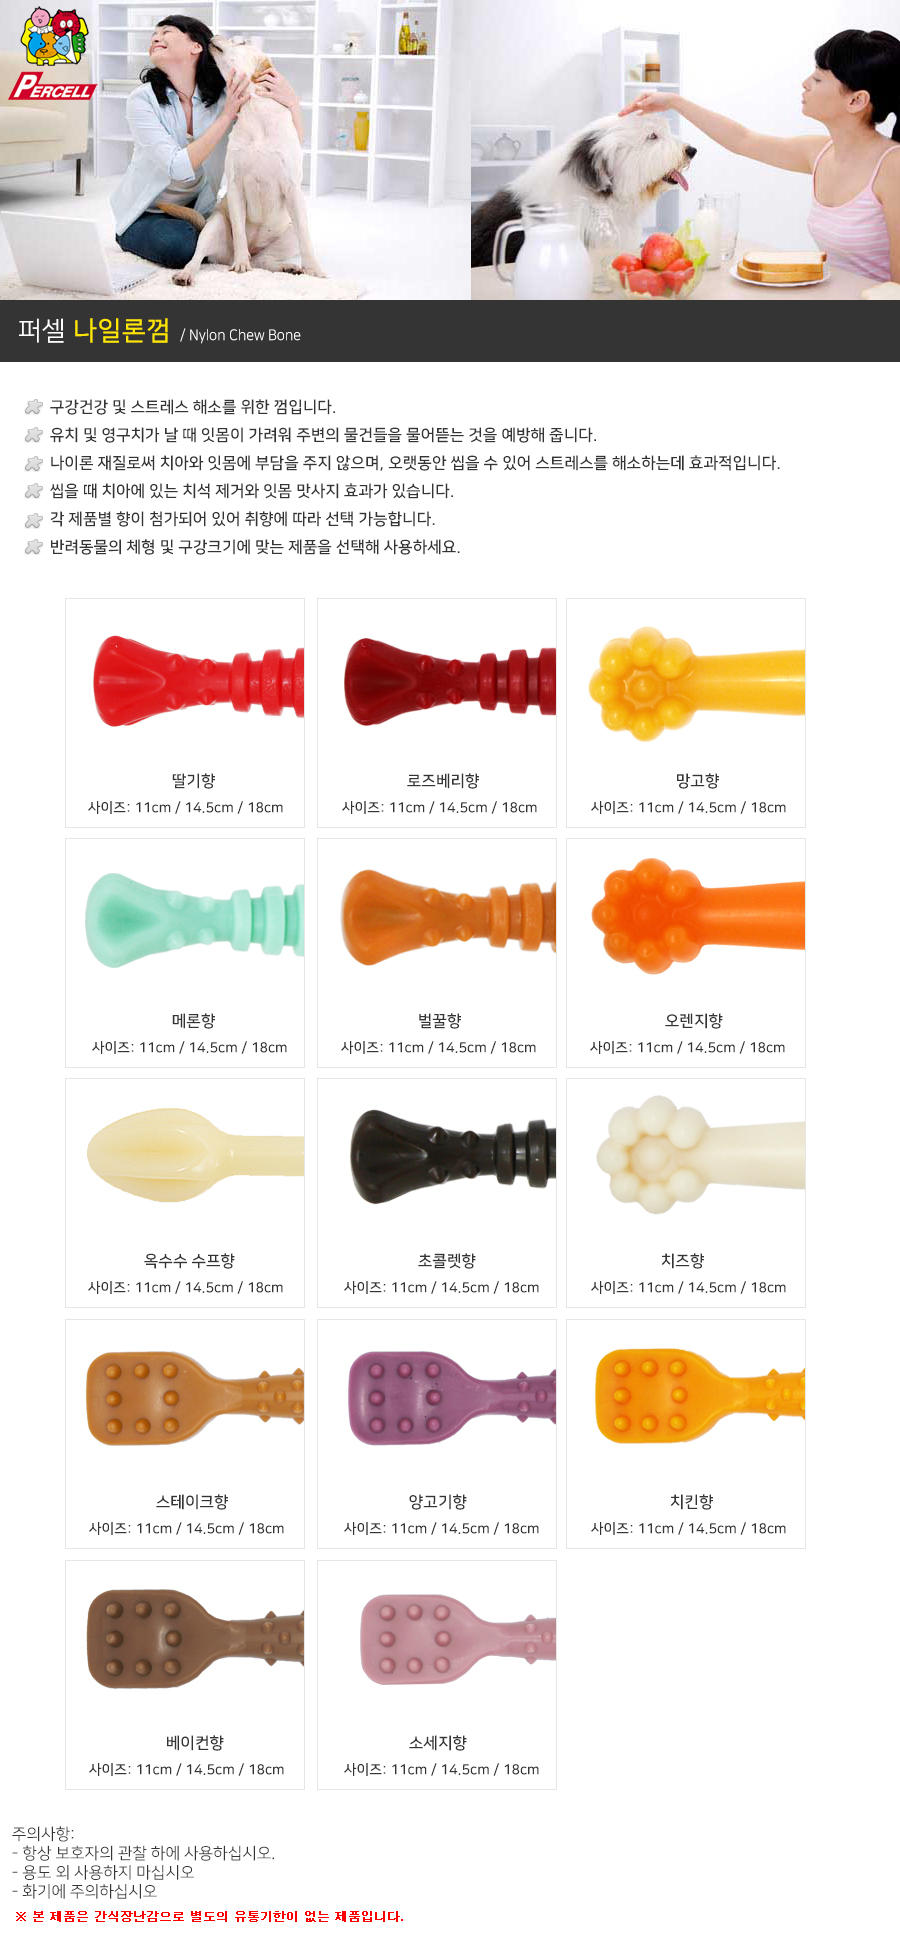 PERCELL
퍼셀 나일론껌 / Nylon Chew Bone
구강건강 및 스트레스 해소를 위한 껌입니다.
유치 및 영구치가 날 때 잇몸이 가려워 주변의 물건들을 물어뜯는 것을 예방해 줍니다.
나이론 재질로써 치아와 잇몸에 부담을 주지 않으며, 오랫동안 씹을 수 있어 스트레스를 해소하는데 효과적입니다.
씹을 때 치아에 있는 치석 제거와 잇몸 맛사지 효과가 있습니다.
각 제품별 향이 첨가되어 있어 취향에 따라 선택 가능합니다.
반려동물의 체형 및 구강크기에 맞는 제품을 선택해 사용하세요.
딸기향
사이즈: 11cm / 14.5cm / 18cm
로즈베리향
사이즈: 11cm / 14.5cm / 18cm
망고향
사이즈: 11cm / 14.5cm / 18cm
메론향
사이즈: 11cm / 14.5cm / 18cm
벌꿀향
사이즈: 11cm / 14.5cm / 18cm
오렌지향
사이즈: 11cm / 14.5cm / 18cm
옥수수 수프향
사이즈: 11cm / 14.5cm / 18cm
초콜렛향
사이즈: 11cm / 14.5cm / 18cm
치즈향
사이즈: 11cm / 14.5cm / 18cm
스테이크향
사이즈: 11cm / 14.5cm / 18cm
양고기향
사이즈: 11cm / 14.5cm / 18cm
치킨향
사이즈: 11cm / 14.5cm / 18cm
베이컨향
사이즈: 11cm / 14.5cm / 18cm
소세지향
사이즈: 11cm / 14.5cm / 18cm
주의사항:
- 항상 보호자의 관찰 하에 사용하십시오.
- 용도 외 사용하지 마십시오
- 화기에 주의하십시오
※ 본 제품은 간식장난감으로 별도의 유통기한이 없는 제품입니다.